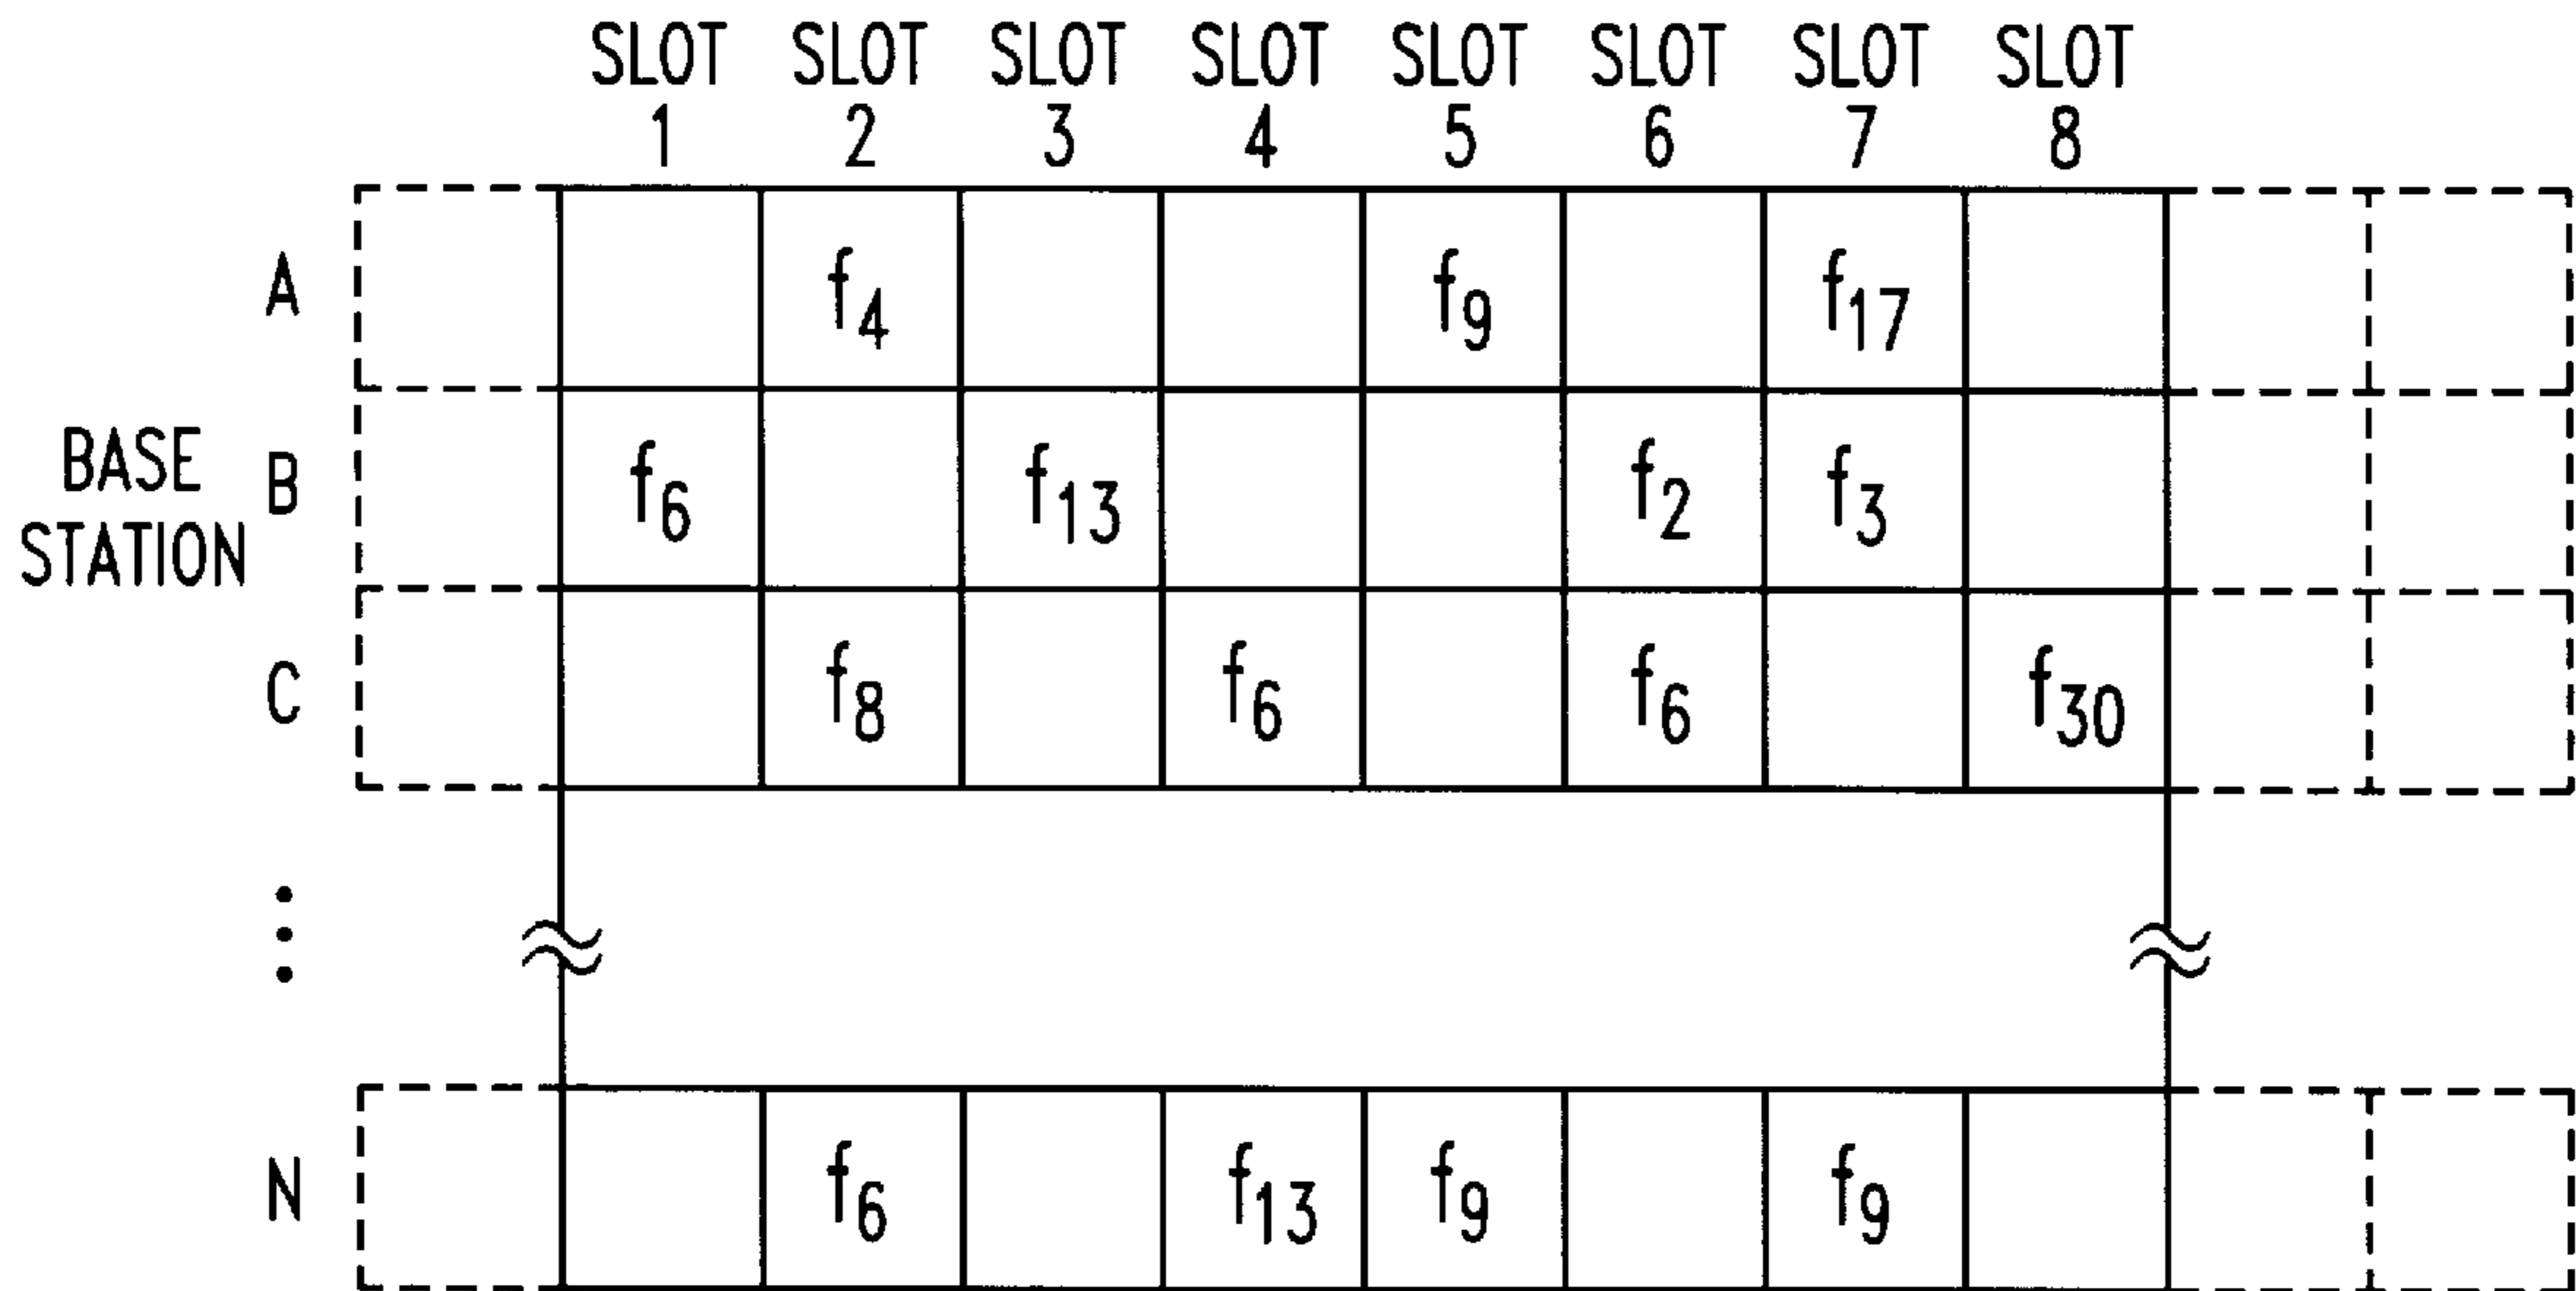 SLOT 1 SLOT 2 SLOT 3 SLOT 4 SLOT 5 SLOT 6 SLOT 7 SLOT 8
A f4 f9 f17
BASE STATION
B f6 f13 f2 f3
C f8 f6 f6 f30
N f6 f13 f9 f9